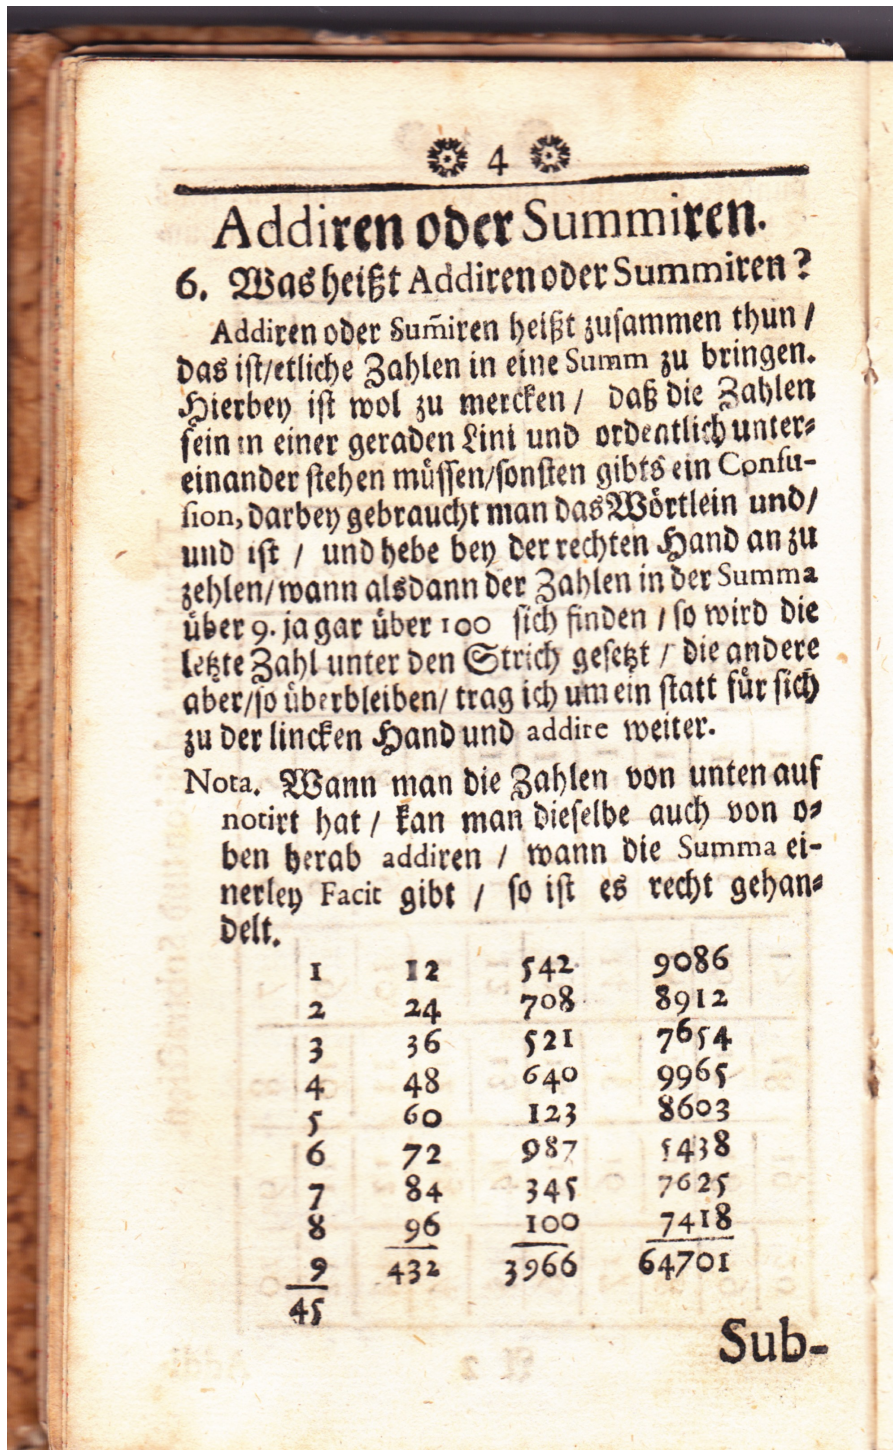 4
Addiren oder Summiren.
6. Was heißt Addiren oder Summiren?
Addiren oder Sum̃iren heißt zusammen thun /
das ist/etliche Zahlen in eine Summ zu bringen.
Hierbey ist wol zu mercken / daß die Zahlen
fein in einer geraden Lini und ordentlich unter-
einander stehen müssen/sonsten gibts ein Confu-
sion, darbey gebraucht man das Wörtlein und/
und ist / und hebe bey der rechten Hand an zu
zehlen/wann alsdann der Zahlen in der Summa
über 9. ja gar über 100 sich finden / so wird die
letzte Zahl unter den Strich gesetzt / die andere
aber/so überbleiben/ trag ich um ein statt für sich
zu der lincken Hand und addire weiter.
Nota. Wann man die Zahlen von unten auf
notirt hat / kan man dieselbe auch von o-
ben herab addiren / wann die Summa ei-
nerley Facit gibt / so ist es recht gehan-
delt.
1 12 542 9086
2 24 708 8912
3 36 521 7654
4 48 640 9965
5 60 123 8603
6 72 987 5438
7 84 345 7625
8 96 100 7418
9 432 3966 64701
45
Sub-